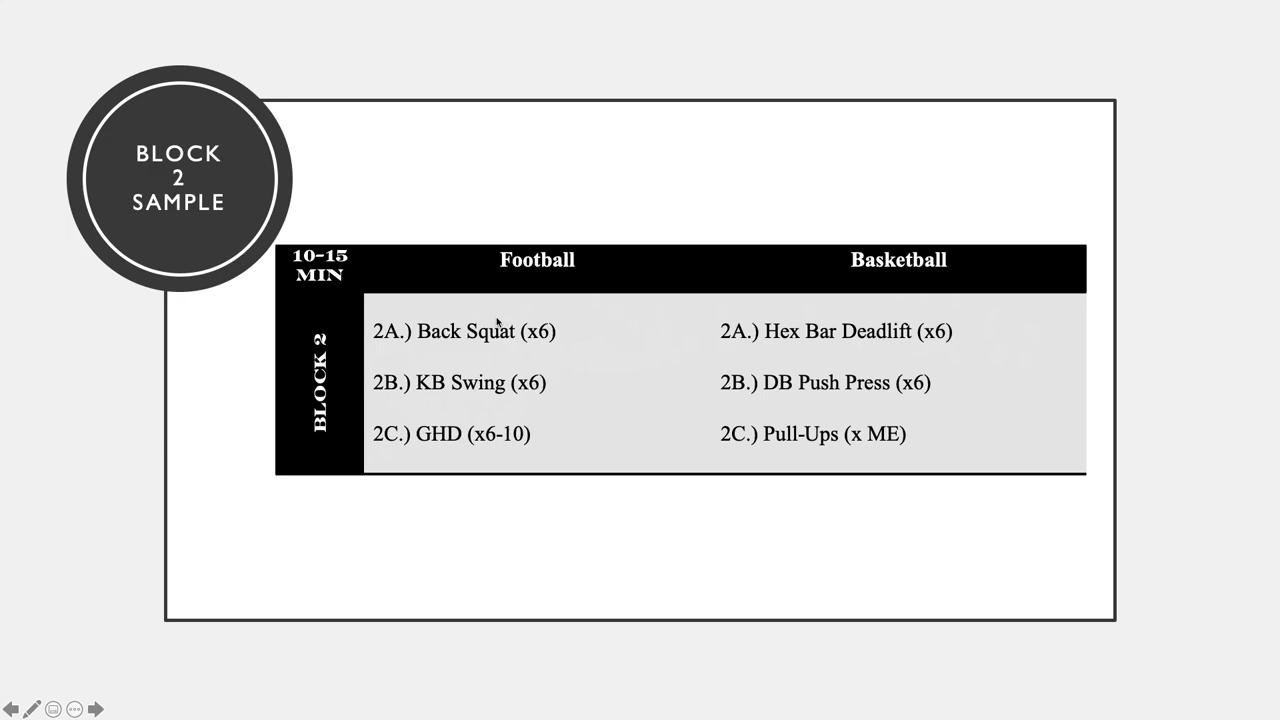 BLOCK
2
SAMPLE
10-15
MIN
Football
Basketball
BLOCK 2
2A.) Back Squat (x6)
2A.) Hex Bar Deadlift (x6)
2B.) KB Swing (x6)
2B.) DB Push Press (x6)
2C.) GHD (x6-10)
2C.) Pull-Ups (x ME)